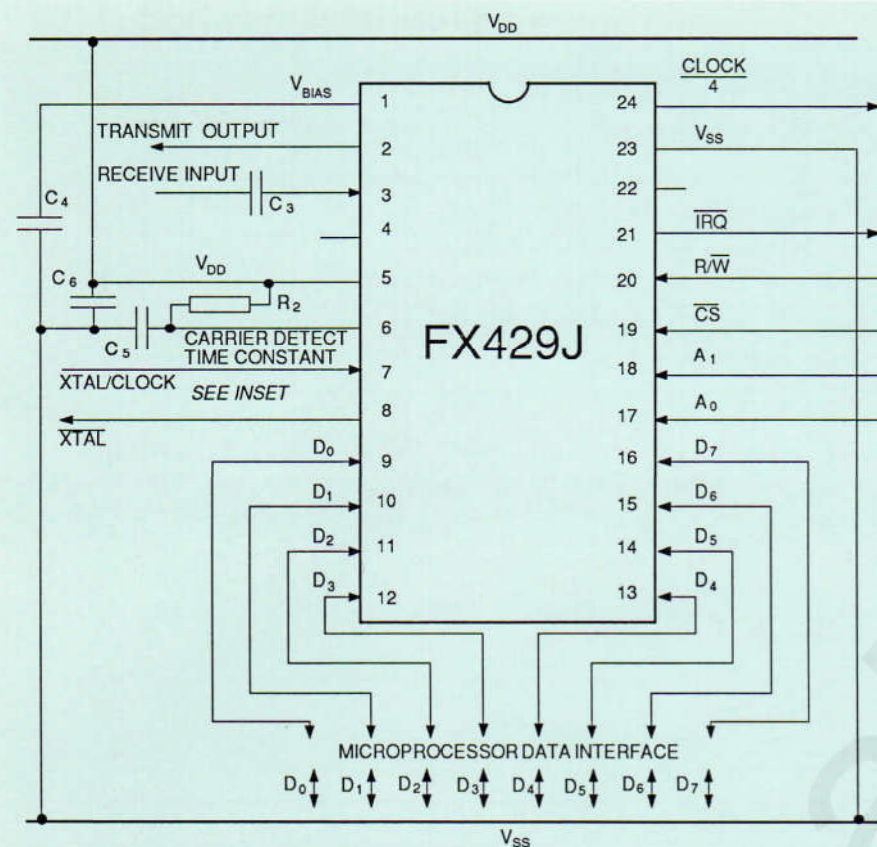 VDD
VBIAS
1
24
CLOCK
4
TRANSMIT OUTPUT
2
23
VSS
RECEIVE INPUT
C3
3
22
C4
4
21
IRQ
VDD
5
20
R/W
C6
R2
C5
6
19
CS
CARRIER DETECT
TIME CONSTANT
FX429J
XTAL/CLOCK
SEE INSET
7
18
A1
XTAL
8
17
A0
D0
9
16
D7
D1
10
15
D6
D2
11
14
D5
D3
12
13
D4
MICROPROCESSOR DATA INTERFACE
D0 D1 D2 D3 D4 D5 D6 D7
VSS